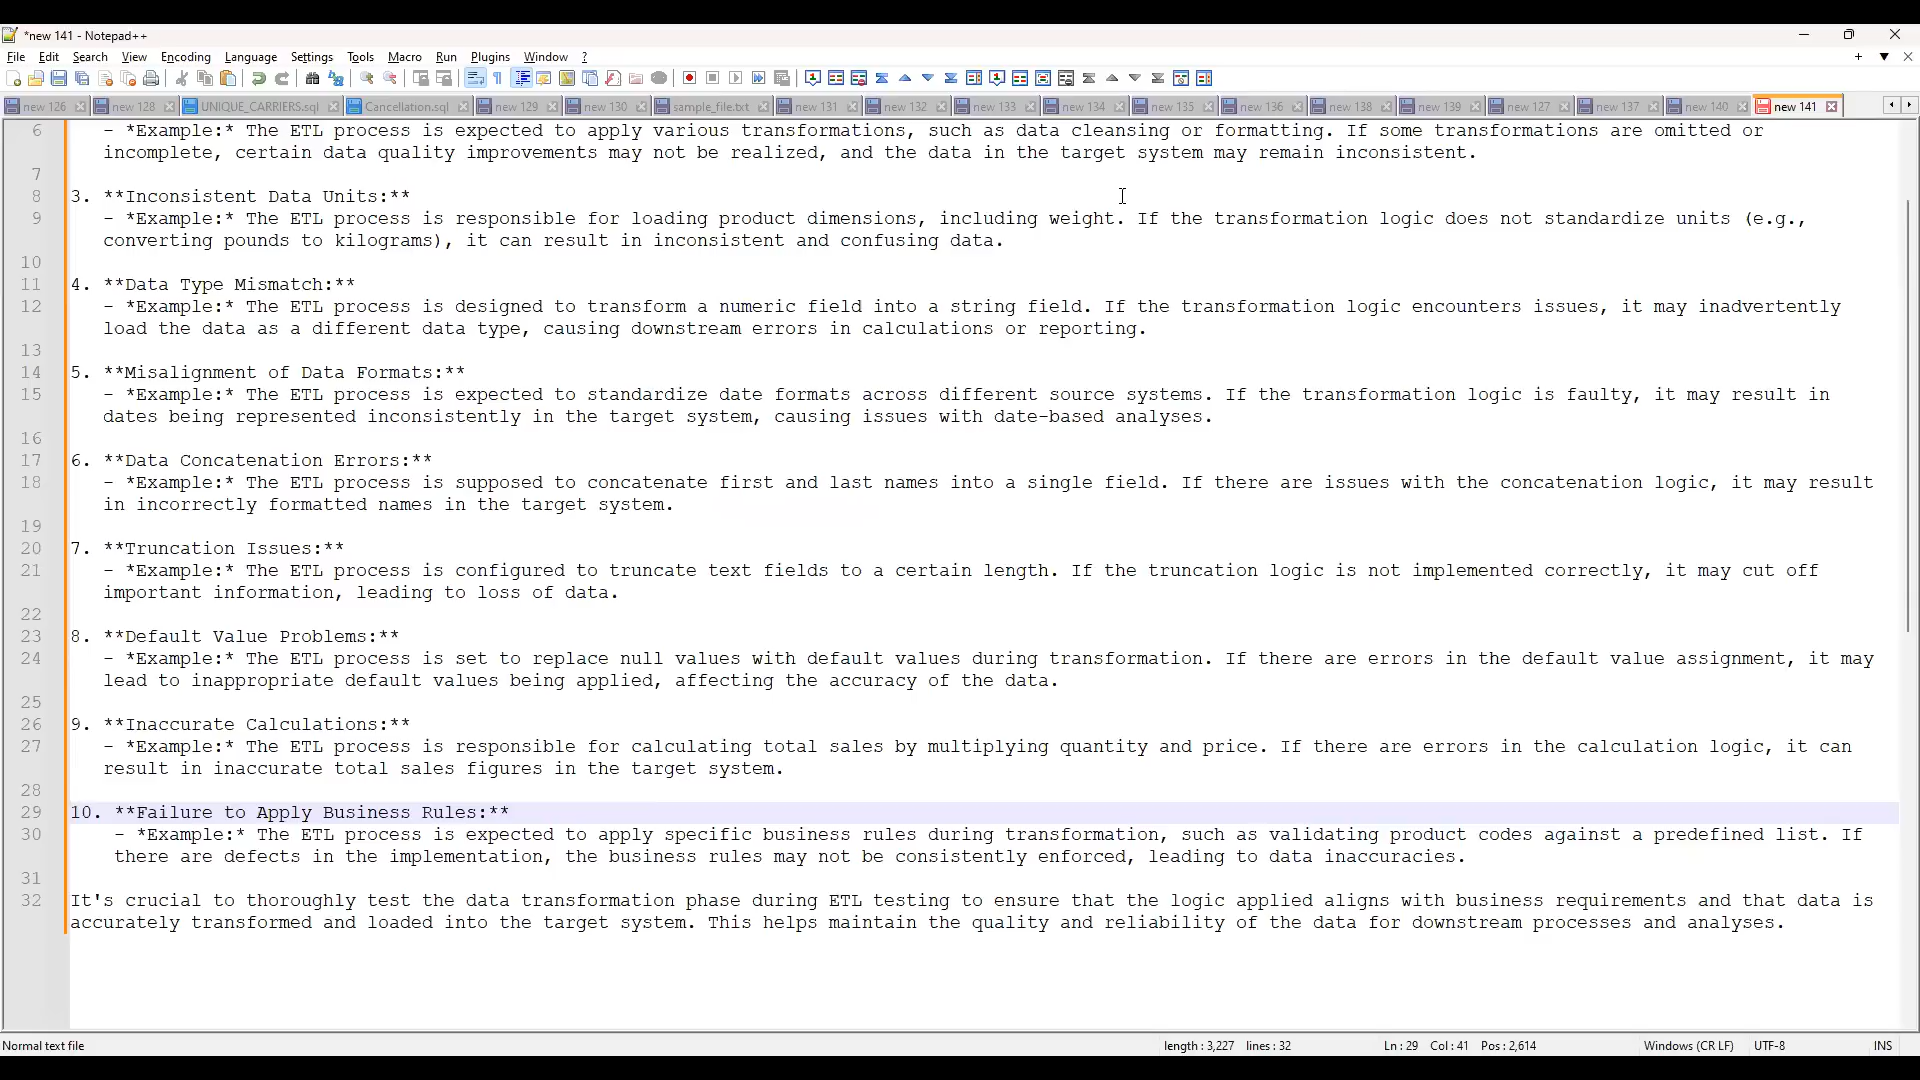 *new 141 - Notepad++
File Edit Search View Encoding Language Settings Tools Macro Run Plugins Window ?
new 126 new 128 UNIQUE_CARRIERS.sql Cancellation.sql new 129 new 130 sample_file.txt new 131 new 132 new 133 new 134 new 135 new 136 new 138 new 139 new 127 new 137 new 140 new 141
6 - *Example:* The ETL process is expected to apply various transformations, such as data cleansing or formatting. If some transformations are omitted or
incomplete, certain data quality improvements may not be realized, and the data in the target system may remain inconsistent.
7
8 3. **Inconsistent Data Units:**
9 - *Example:* The ETL process is responsible for loading product dimensions, including weight. If the transformation logic does not standardize units (e.g.,
converting pounds to kilograms), it can result in inconsistent and confusing data.
10
11 4. **Data Type Mismatch:**
12 - *Example:* The ETL process is designed to transform a numeric field into a string field. If the transformation logic encounters issues, it may inadvertently
load the data as a different data type, causing downstream errors in calculations or reporting.
13
14 5. **Misalignment of Data Formats:**
15 - *Example:* The ETL process is expected to standardize date formats across different source systems. If the transformation logic is faulty, it may result in
dates being represented inconsistently in the target system, causing issues with date-based analyses.
16
17 6. **Data Concatenation Errors:**
18 - *Example:* The ETL process is supposed to concatenate first and last names into a single field. If there are issues with the concatenation logic, it may result
in incorrectly formatted names in the target system.
19
20 7. **Truncation Issues:**
21 - *Example:* The ETL process is configured to truncate text fields to a certain length. If the truncation logic is not implemented correctly, it may cut off
important information, leading to loss of data.
22
23 8. **Default Value Problems:**
24 - *Example:* The ETL process is set to replace null values with default values during transformation. If there are errors in the default value assignment, it may
lead to inappropriate default values being applied, affecting the accuracy of the data.
25
26 9. **Inaccurate Calculations:**
27 - *Example:* The ETL process is responsible for calculating total sales by multiplying quantity and price. If there are errors in the calculation logic, it can
result in inaccurate total sales figures in the target system.
28
29 10. **Failure to Apply Business Rules:**
30 - *Example:* The ETL process is expected to apply specific business rules during transformation, such as validating product codes against a predefined list. If
there are defects in the implementation, the business rules may not be consistently enforced, leading to data inaccuracies.
31
32 It's crucial to thoroughly test the data transformation phase during ETL testing to ensure that the logic applied aligns with business requirements and that data is
accurately transformed and loaded into the target system. This helps maintain the quality and reliability of the data for downstream processes and analyses.
Normal text file length : 3,227 lines : 32 Ln : 29 Col : 41 Pos : 2,614 Windows (CR LF) UTF-8 INS